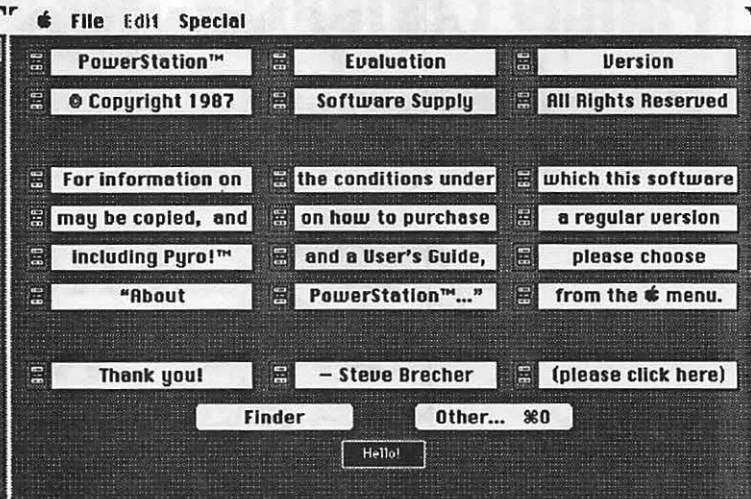 File Edit Special
PowerStation™ Evaluation Version
© Copyright 1987 Software Supply All Rights Reserved
For information on the conditions under which this software
may be copied, and on how to purchase a regular version
including Pyro!™ and a User's Guide, please choose
“About PowerStation™...” from the  menu.
Thank you! – Steve Brecher (please click here)
Finder Other... ⌘O
Hello!